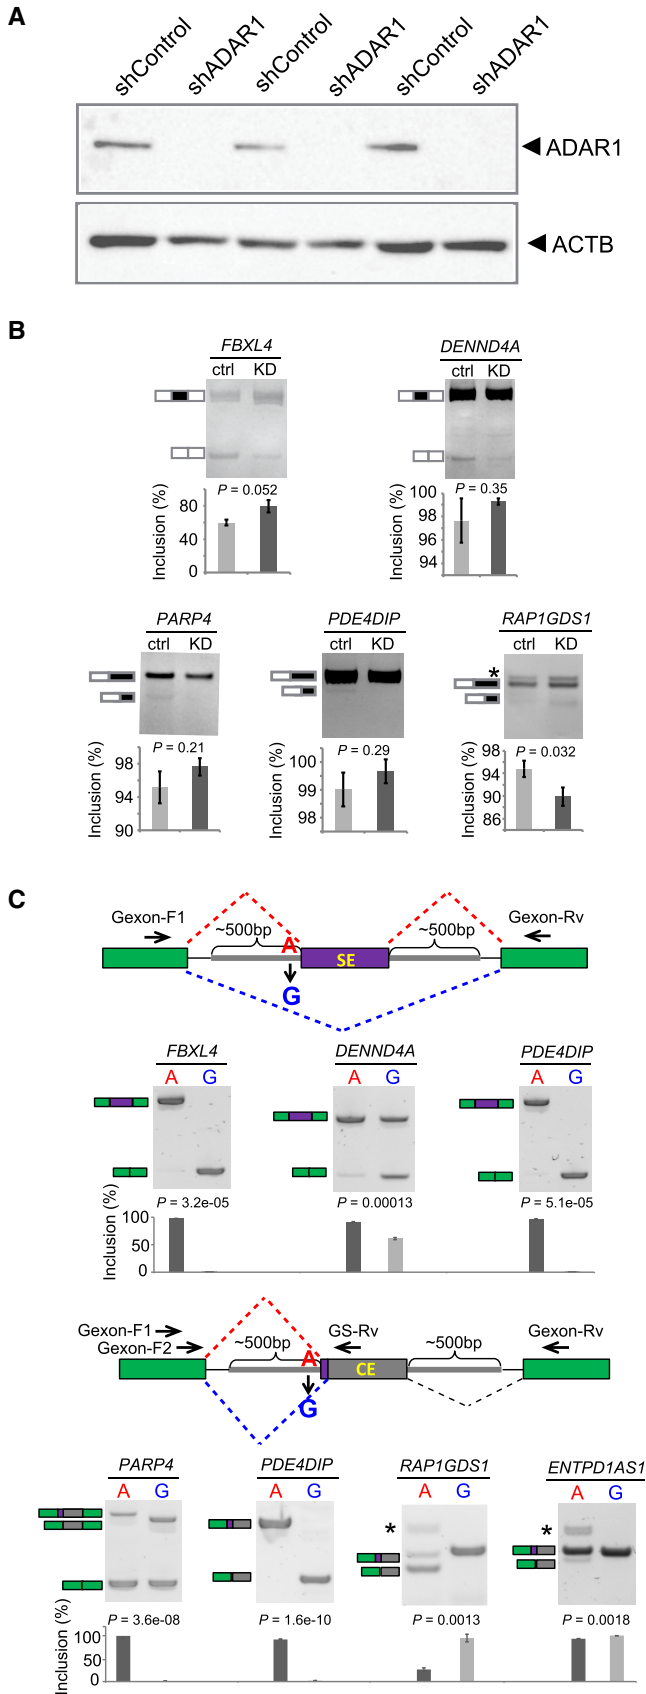 A
shControl shADAR1 shControl shADAR1 shControl shADAR1
ADAR1
ACTB
B
FBXL4
ctrl KD
Inclusion (%)
80
40
0
P = 0.052
DENND4A
ctrl KD
Inclusion (%)
100
98
96
94
P = 0.35
PARP4
ctrl KD
Inclusion (%)
98
94
90
P = 0.21
PDE4DIP
ctrl KD
Inclusion (%)
100
99
98
P = 0.29
RAP1GDS1
ctrl KD
*
Inclusion (%)
98
94
90
86
P = 0.032
C
Gexon-F1
~500bp
A
G
SE
~500bp
Gexon-Rv
FBXL4
A G
DENND4A
A G
PDE4DIP
A G
Inclusion (%)
100
50
0
P = 3.2e-05
P = 0.00013
P = 5.1e-05
Gexon-F1
Gexon-F2
~500bp
A
G
GS-Rv
CE
~500bp
Gexon-Rv
PARP4
A G
PDE4DIP
A G
RAP1GDS1
A G
*
ENTPD1AS1
A G
*
Inclusion (%)
100
50
0
P = 3.6e-08
P = 1.6e-10
P = 0.0013
P = 0.0018